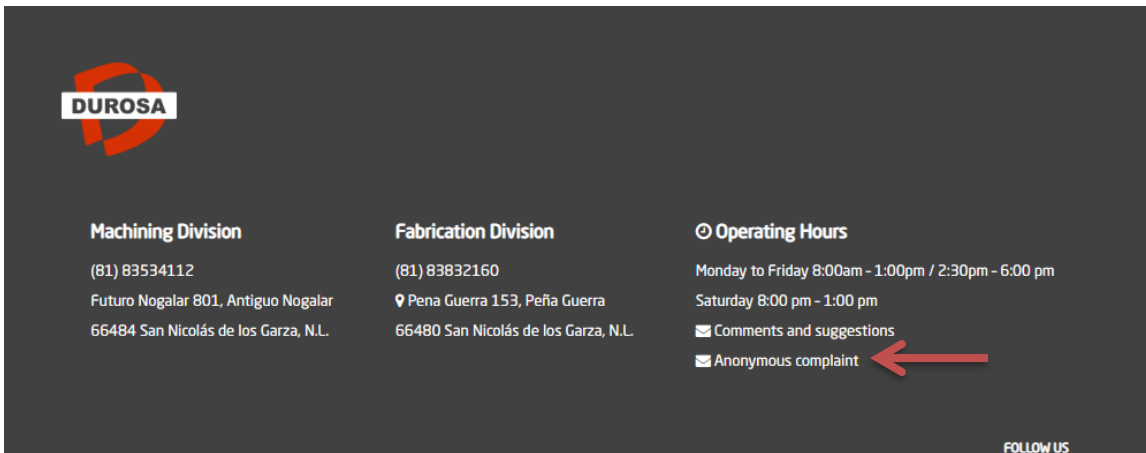 DUROSA
Machining Division
(81) 83534112
Futuro Nogalar 801, Antiguo Nogalar
66484 San Nicolás de los Garza, N.L.
Fabrication Division
(81) 83832160
Pena Guerra 153, Peña Guerra
66480 San Nicolás de los Garza, N.L.
Operating Hours
Monday to Friday 8:00am - 1:00pm / 2:30pm - 6:00 pm
Saturday 8:00 pm - 1:00 pm
Comments and suggestions
Anonymous complaint
FOLLOW US